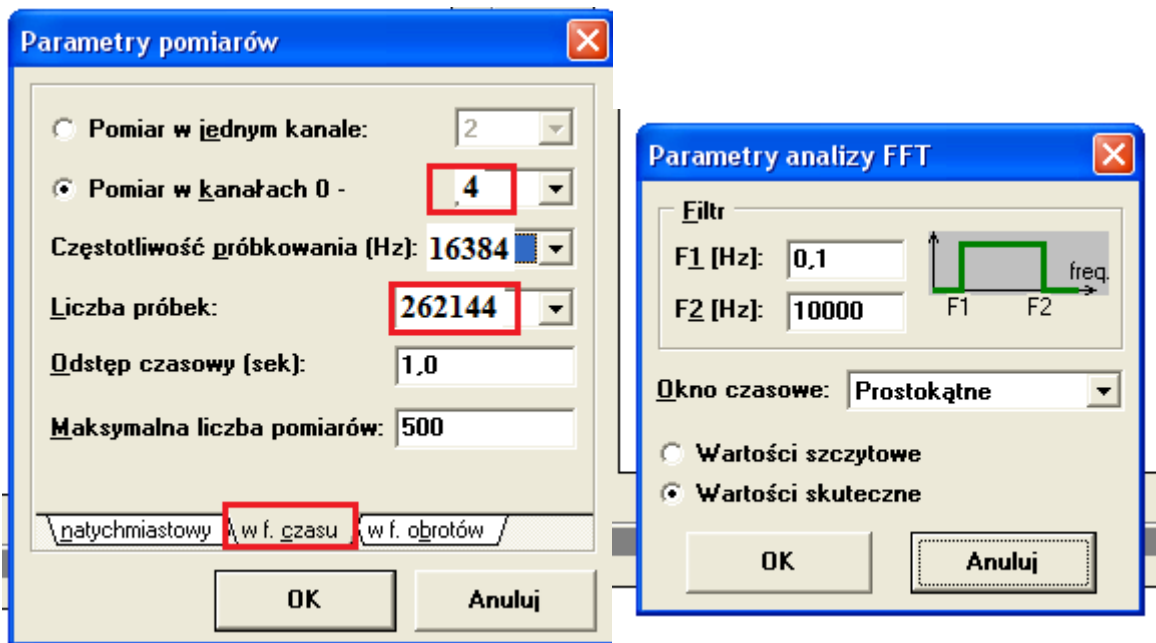 Parametry pomiarów
Pomiar w jednym kanale: 2
Pomiar w kanałach 0 - 4
Częstotliwość próbkowania (Hz): 16384
Liczba próbek: 262144
Odstęp czasowy (sek): 1,0
Maksymalna liczba pomiarów: 500
natychmiastowy w f. czasu w f. obrotów
OK Anuluj
Parametry analizy FFT
Filtr
F1 [Hz]: 0,1
F2 [Hz]: 10000
freq.
F1 F2
Okno czasowe: Prostokątne
Wartości szczytowe
Wartości skuteczne
OK Anuluj